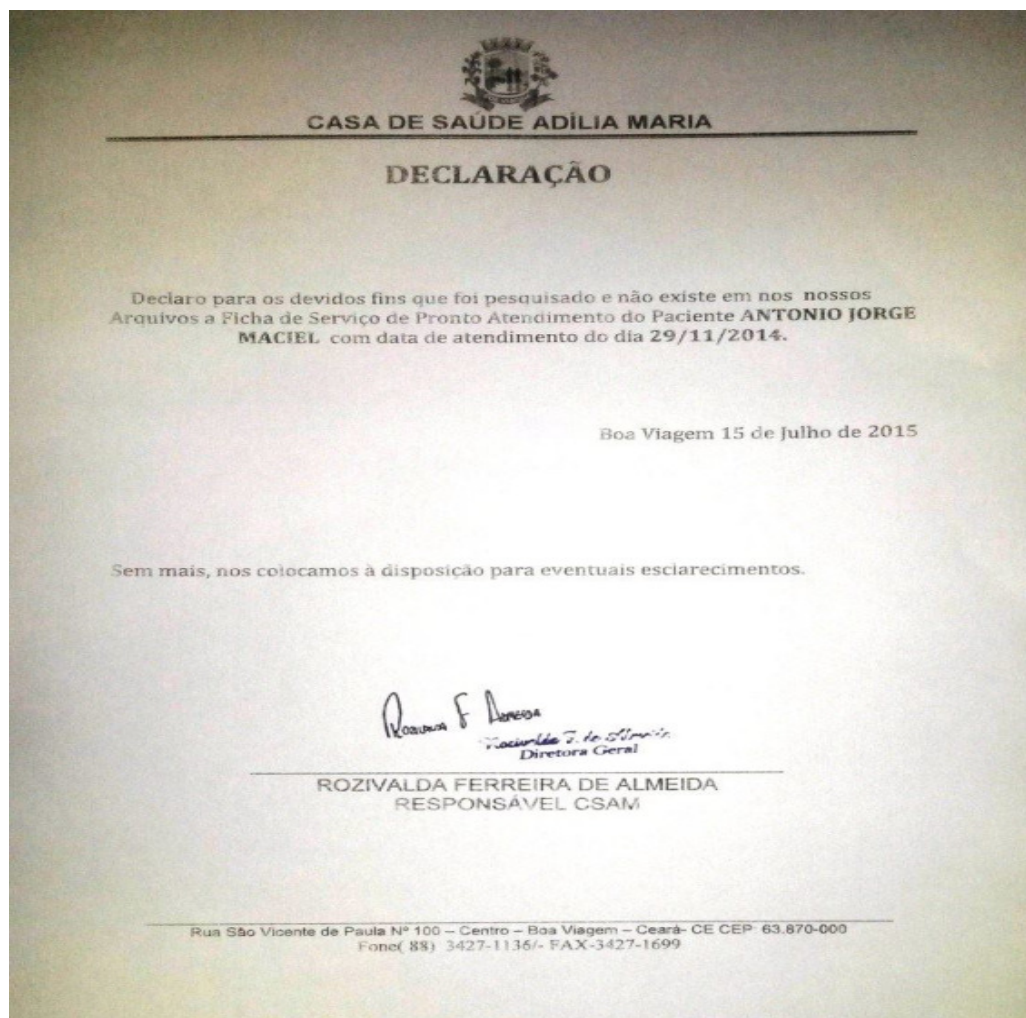 CASA DE SAÚDE ADÍLIA MARIA
DECLARAÇÃO
Declaro para os devidos fins que foi pesquisado e não existe em nos nossos
Arquivos a Ficha de Serviço de Pronto Atendimento do Paciente ANTONIO JORGE
MACIEL com data de atendimento do dia 29/11/2014.
Boa Viagem 15 de Julho de 2015
Sem mais, nos colocamos à disposição para eventuais esclarecimentos.
Diretora Geral
ROZIVALDA FERREIRA DE ALMEIDA
RESPONSÁVEL CSAM
Rua São Vicente de Paula Nº 100 – Centro – Boa Viagem – Ceará- CE CEP: 63.870-000
Fone( 88) 3427-1136/- FAX-3427-1699